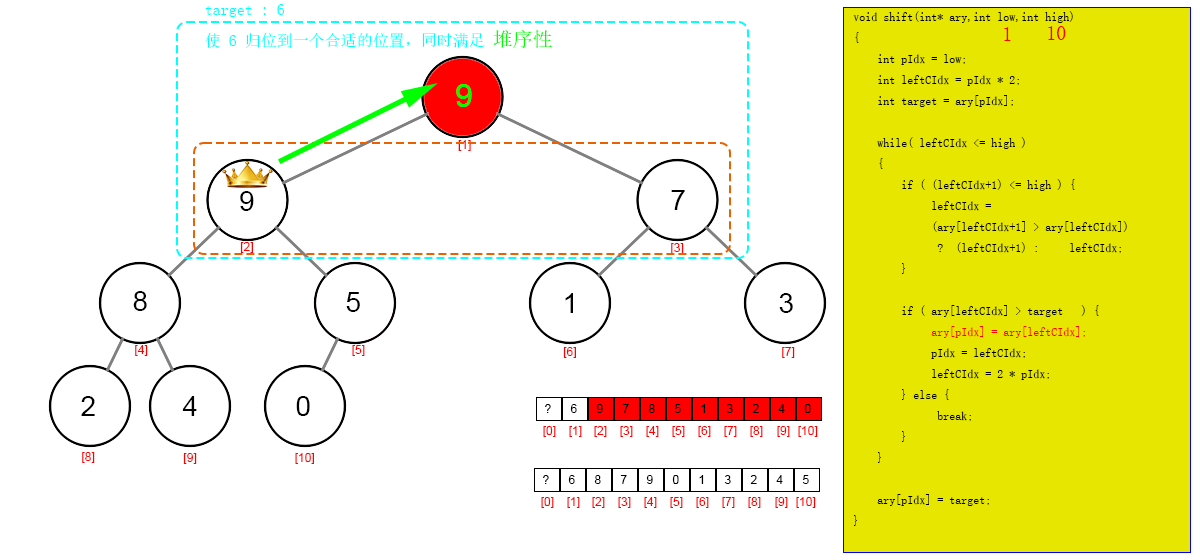 target : 6
使 6 归位到一个合适的位置，同时满足 堆序性
9
[1]
9
7
[2]
[3]
8
5
1
3
[4]
[5]
[6]
[7]
2
4
0
[8]
[9]
[10]
? 6 9 7 8 5 1 3 2 4 0
[0] [1] [2] [3] [4] [5] [6] [7] [8] [9] [10]
? 6 8 7 9 0 1 3 2 4 5
[0] [1] [2] [3] [4] [5] [6] [7] [8] [9] [10]
void shift(int* ary,int low,int high)
{ 1 10
int pIdx = low;
int leftCIdx = pIdx * 2;
int target = ary[pIdx];
while( leftCIdx <= high )
{
if ( (leftCIdx+1) <= high ) {
leftCIdx =
(ary[leftCIdx+1] > ary[leftCIdx])
? (leftCIdx+1) : leftCIdx;
}
if ( ary[leftCIdx] > target ) {
ary[pIdx] = ary[leftCIdx];
pIdx = leftCIdx;
leftCIdx = 2 * pIdx;
} else {
break;
}
}
ary[pIdx] = target;
}